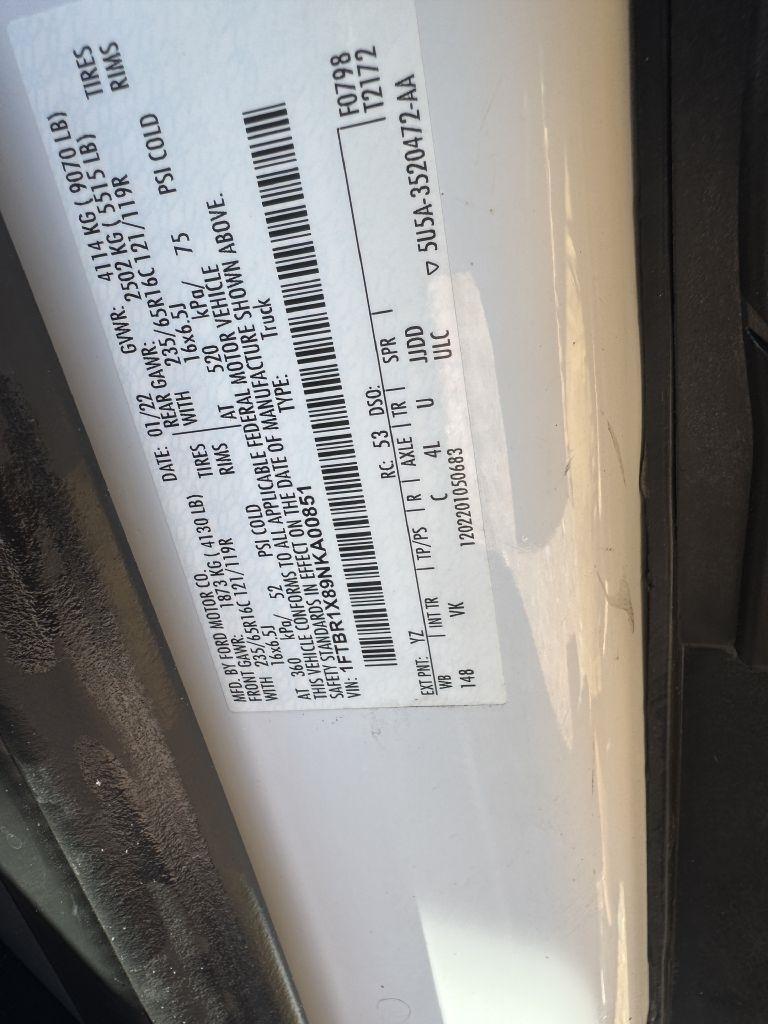 MFD. BY FORD MOTOR CO.
DATE: 01/22 GVWR: 4114 KG ( 9070 LB)
FRONT GAWR: 1873 KG ( 4130 LB)
REAR GAWR: 2502 KG ( 5515 LB)
WITH 235/65R16C 121/119R TIRES
WITH 235/65R16C 121/119R TIRES
16x6.5J RIMS
16x6.5J RIMS
AT 360 kPa/ 52 PSI COLD
AT 520 kPa/ 75 PSI COLD
THIS VEHICLE CONFORMS TO ALL APPLICABLE FEDERAL MOTOR VEHICLE
SAFETY STANDARDS IN EFFECT ON THE DATE OF MANUFACTURE SHOWN ABOVE.
VIN: 1FTBR1X89NKA00851 TYPE: Truck
F0798
T2172
EXT PNT: YZ RC: 53 DSO:
WB INT TR TP/PS R AXLE TR SPR
148 VK C 4L U JJDD
ULC
1202201050683
▽ 5U5A-3520472-AA